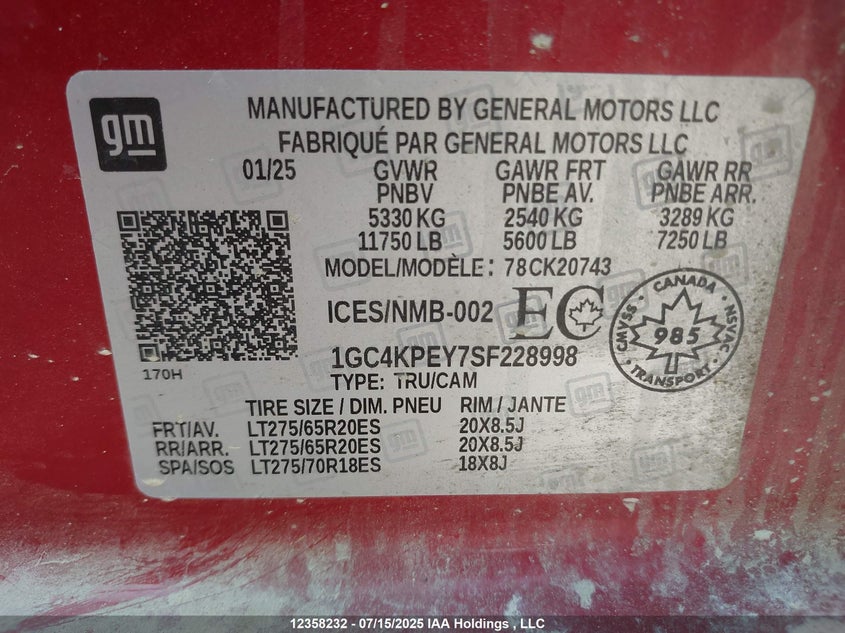 gm
MANUFACTURED BY GENERAL MOTORS LLC
FABRIQUÉ PAR GENERAL MOTORS LLC
01/25 GVWR GAWR FRT GAWR RR
PNBV PNBE AV. PNBE ARR.
5330 KG 2540 KG 3289 KG
11750 LB 5600 LB 7250 LB
MODEL/MODÈLE: 78CK20743
ICES/NMB-002 EC
CANADA
CMVSS 985 NSVAC
TRANSPORT
1GC4KPEY7SF228998
170H
TYPE: TRU/CAM
TIRE SIZE / DIM. PNEU RIM / JANTE
FRT/AV. LT275/65R20ES 20X8.5J
RR/ARR. LT275/65R20ES 20X8.5J
SPA/SOS LT275/70R18ES 18X8J
12358232 - 07/15/2025 IAA Holdings , LLC